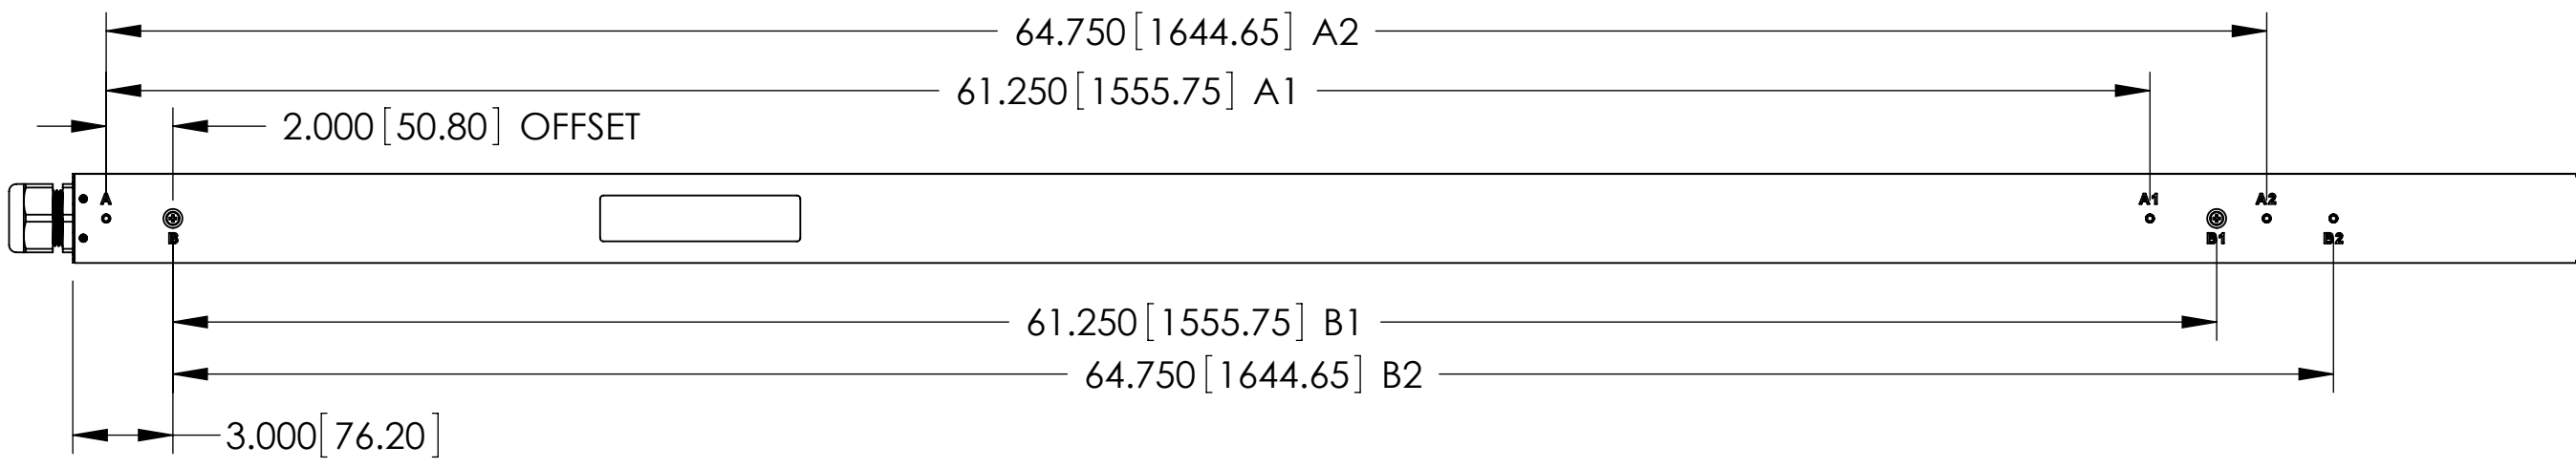 64.750[1644.65] A2
61.250[1555.75] A1
2.000[50.80] OFFSET
A
A1
A2
B
B1
B2
61.250[1555.75] B1
64.750[1644.65] B2
3.000[76.20]